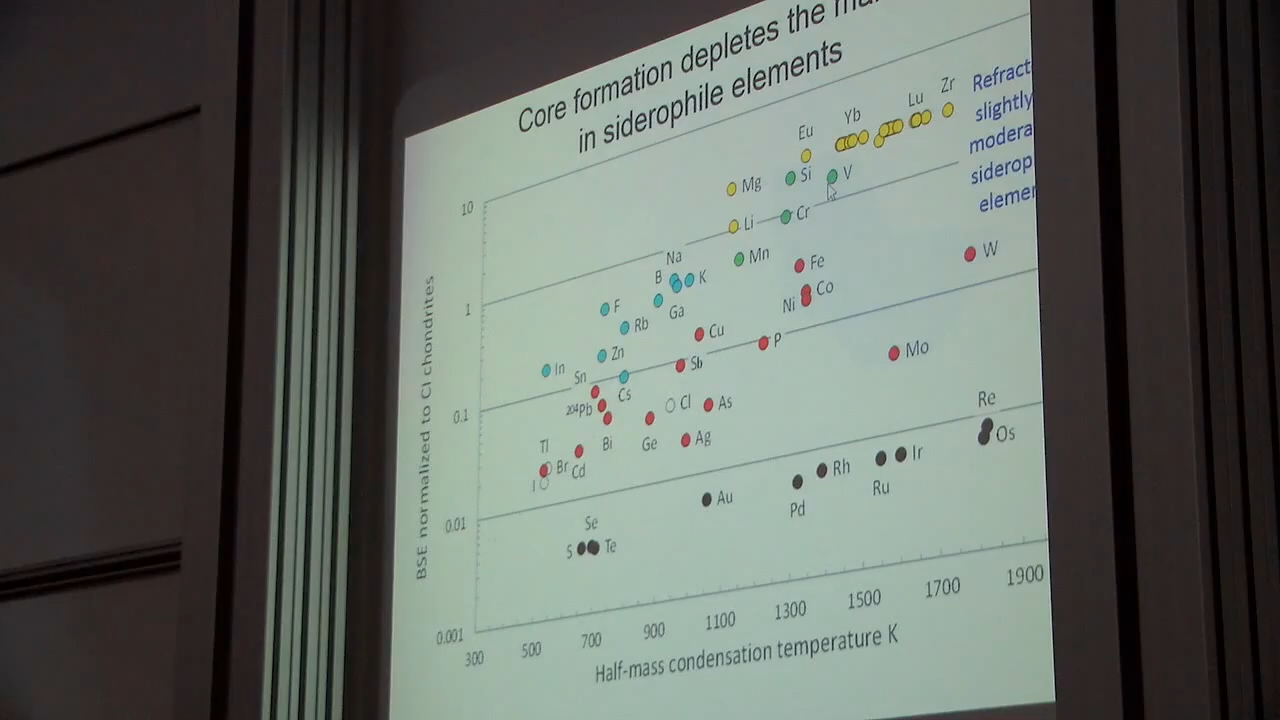 Core formation depletes the
in siderophile elements
Refract
slightly
modera
siderop
elemen
10
1
0.1
0.01
0.001
BSE normalized to CI chondrites
Zr
Lu
Yb
Eu
Mg
Si
V
Li
Cr
Na
Mn
B
K
Fe
W
F
Ga
Ni
Co
Rb
Cu
P
Zn
Sb
Mo
In
Sn
Cs
204Pb
Cl
As
Re
Tl
Bi
Ge
Ag
Os
Br
Cd
I
Rh
Ir
Au
Pd
Ru
Se
S
Te
300
500
700
900
1100
1300
1500
1700
1900
Half-mass condensation temperature K